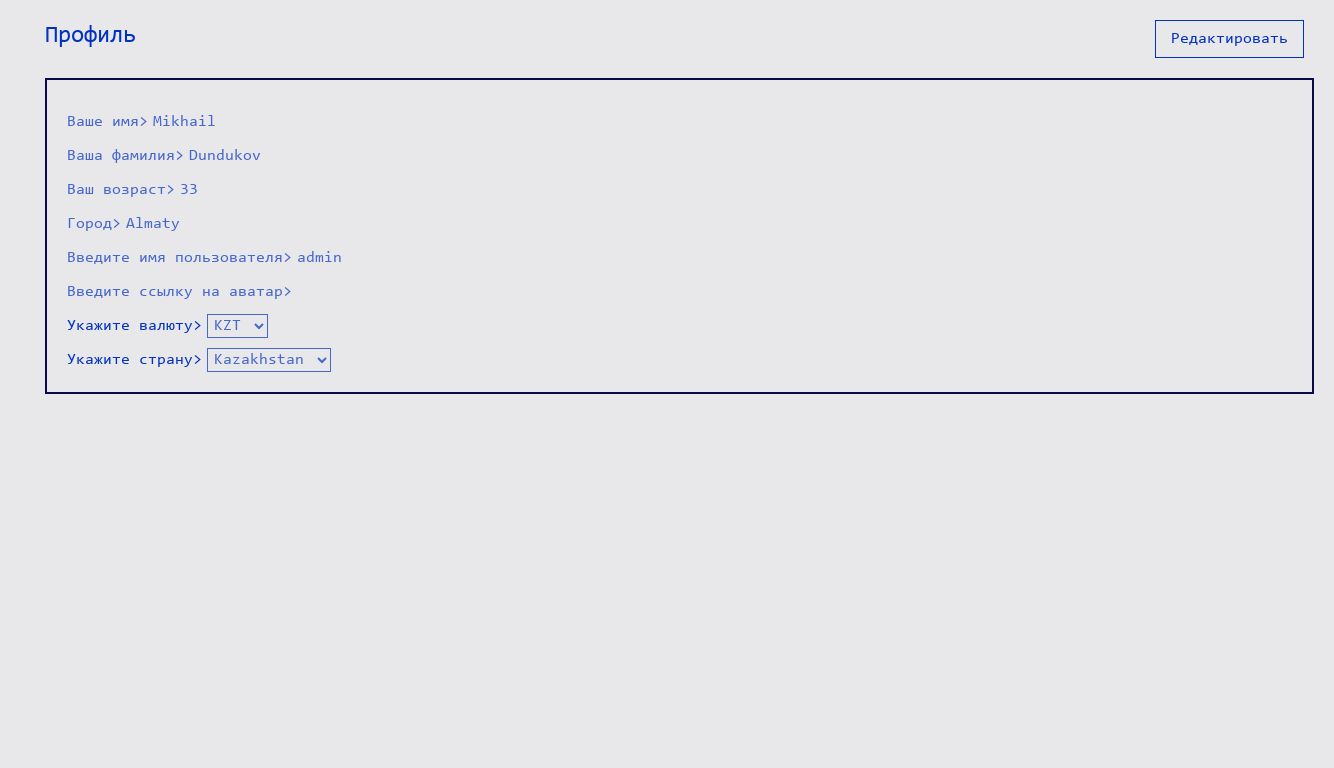 Профиль
Редактировать
Ваше имя> Mikhail
Ваша фамилия> Dundukov
Ваш возраст> 33
Город> Almaty
Введите имя пользователя> admin
Введите ссылку на аватар>
Укажите валюту> KZT
Укажите страну> Kazakhstan